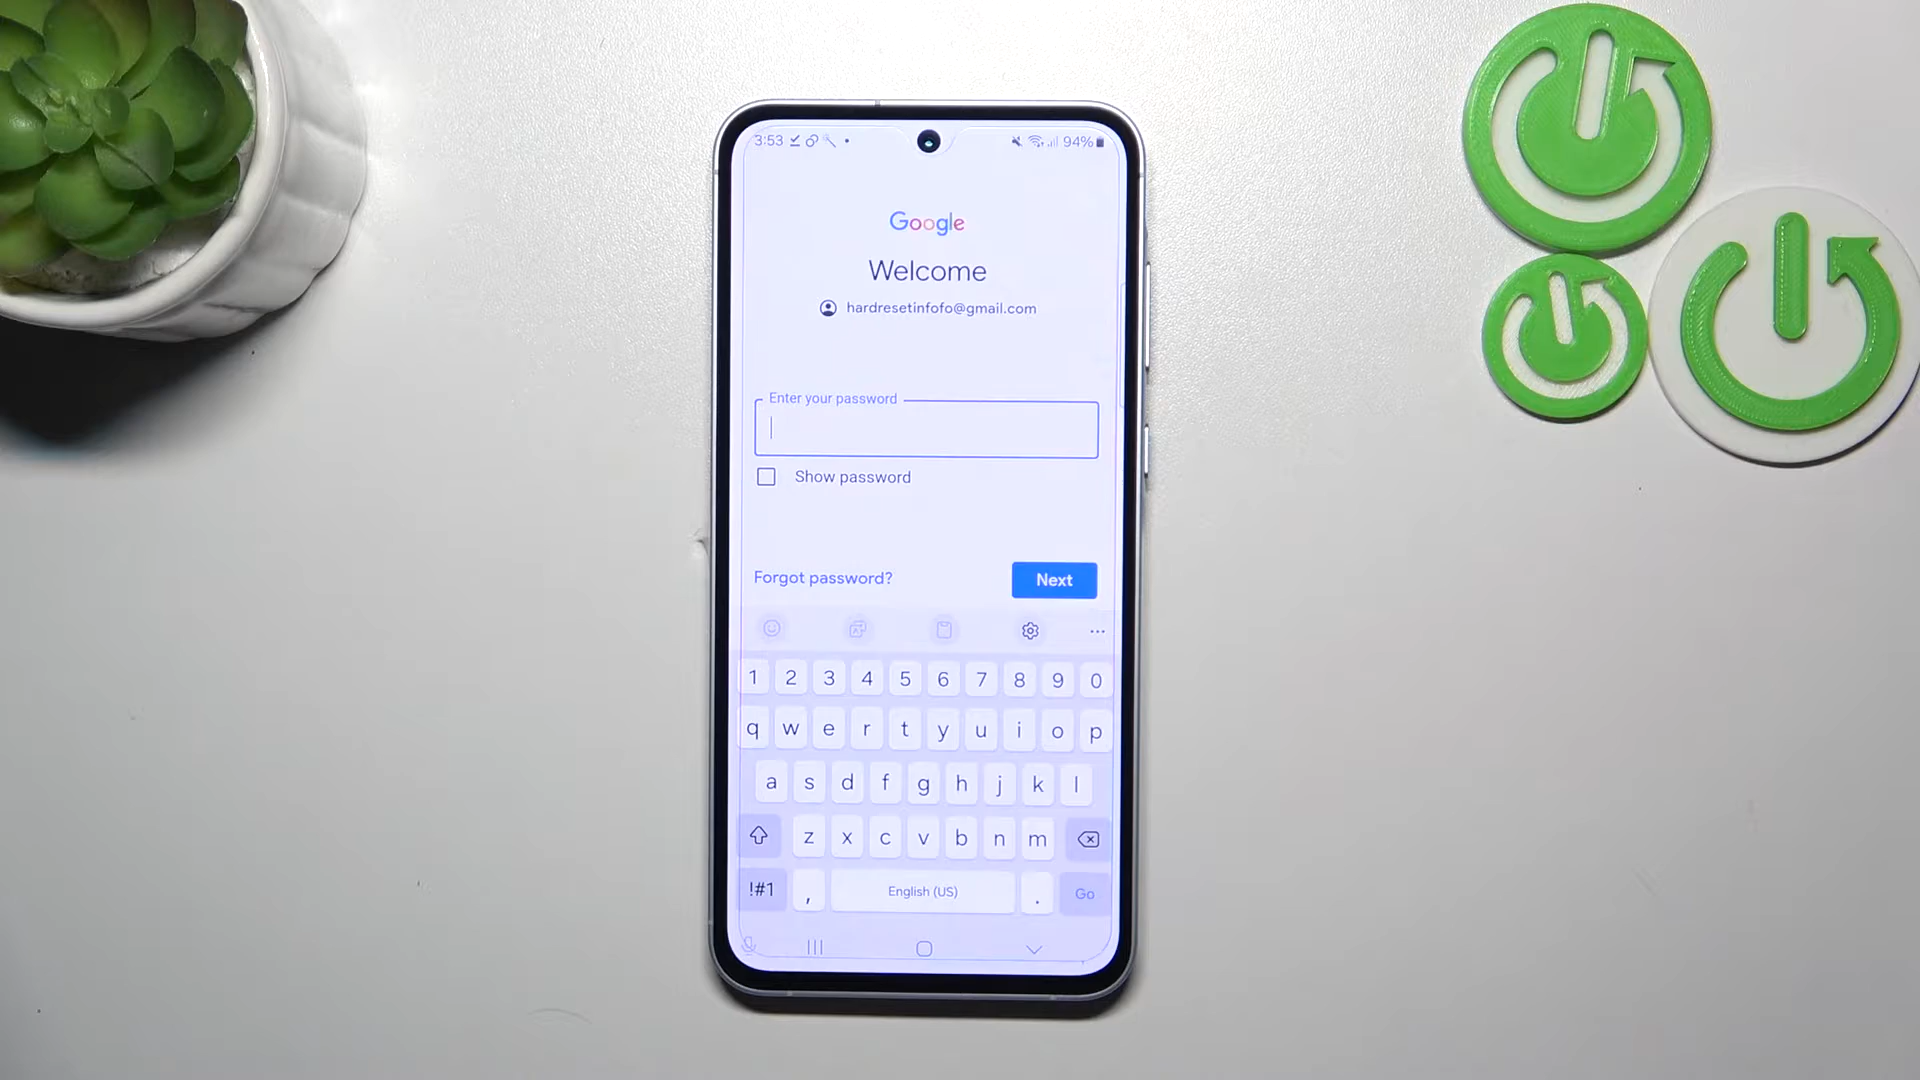 3:53 94%
Google
Welcome
hardresetinfofo@gmail.com
Enter your password
Show password
Forgot password? Next
1 2 3 4 5 6 7 8 9 0
q w e r t y u i o p
a s d f g h j k l
z x c v b n m
!#1 , English (US) . Go